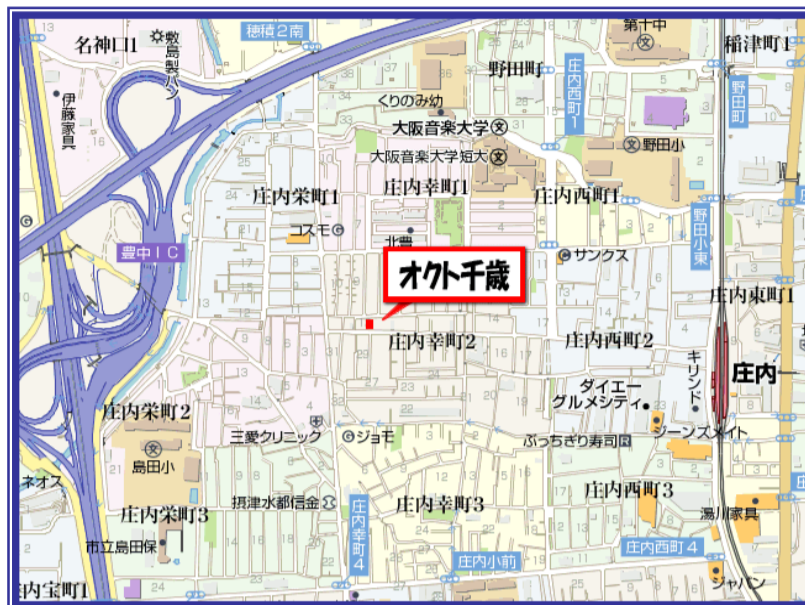 敷島製パン
名神口1
穂積2南
第十中
稲津町1
野田町
庄内西町1
野田町
伊藤家具
くりのみ幼
大阪音楽大学
大阪音楽大学短大
野田小
庄内栄町1
庄内幸町1
庄内西町1
野田小東
コスモ
北豊
サンクス
豊中IC
オクト千歳
庄内東町1
庄内幸町2
庄内西町2
キリンド
庄内
ダイエー
グルメシティ
庄内栄町2
三愛クリニック
ジョモ
ぶっちぎり寿司
ジーンズメイト
島田小
ネオス
摂津水都信金
庄内幸町3
庄内西町3
庄内栄町3
湯川家具
市立島田保
庄内幸町4
庄内小前
庄内西町4
庄内宝町1
ジャパン